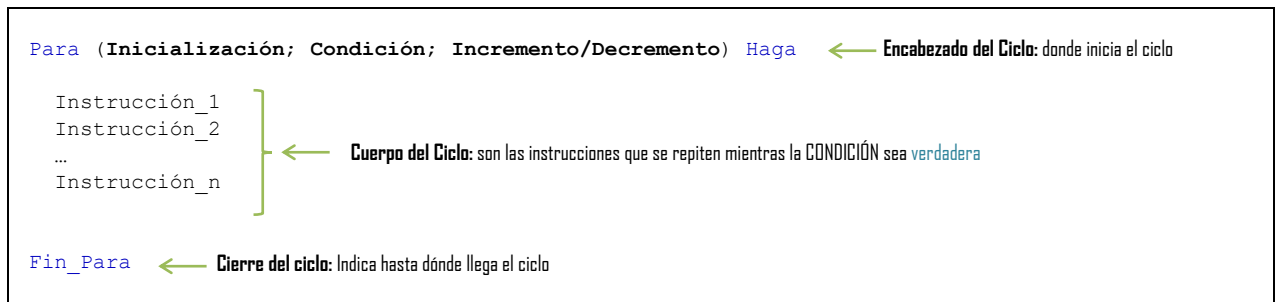 Para (Inicialización; Condición; Incremento/Decremento) Haga Encabezado del Ciclo: donde inicia el ciclo
Instrucción_1
Instrucción_2
…
Cuerpo del Ciclo: son las instrucciones que se repiten mientras la CONDICIÓN sea verdadera
Instrucción_n
Fin_Para Cierre del ciclo: Indica hasta dónde llega el ciclo